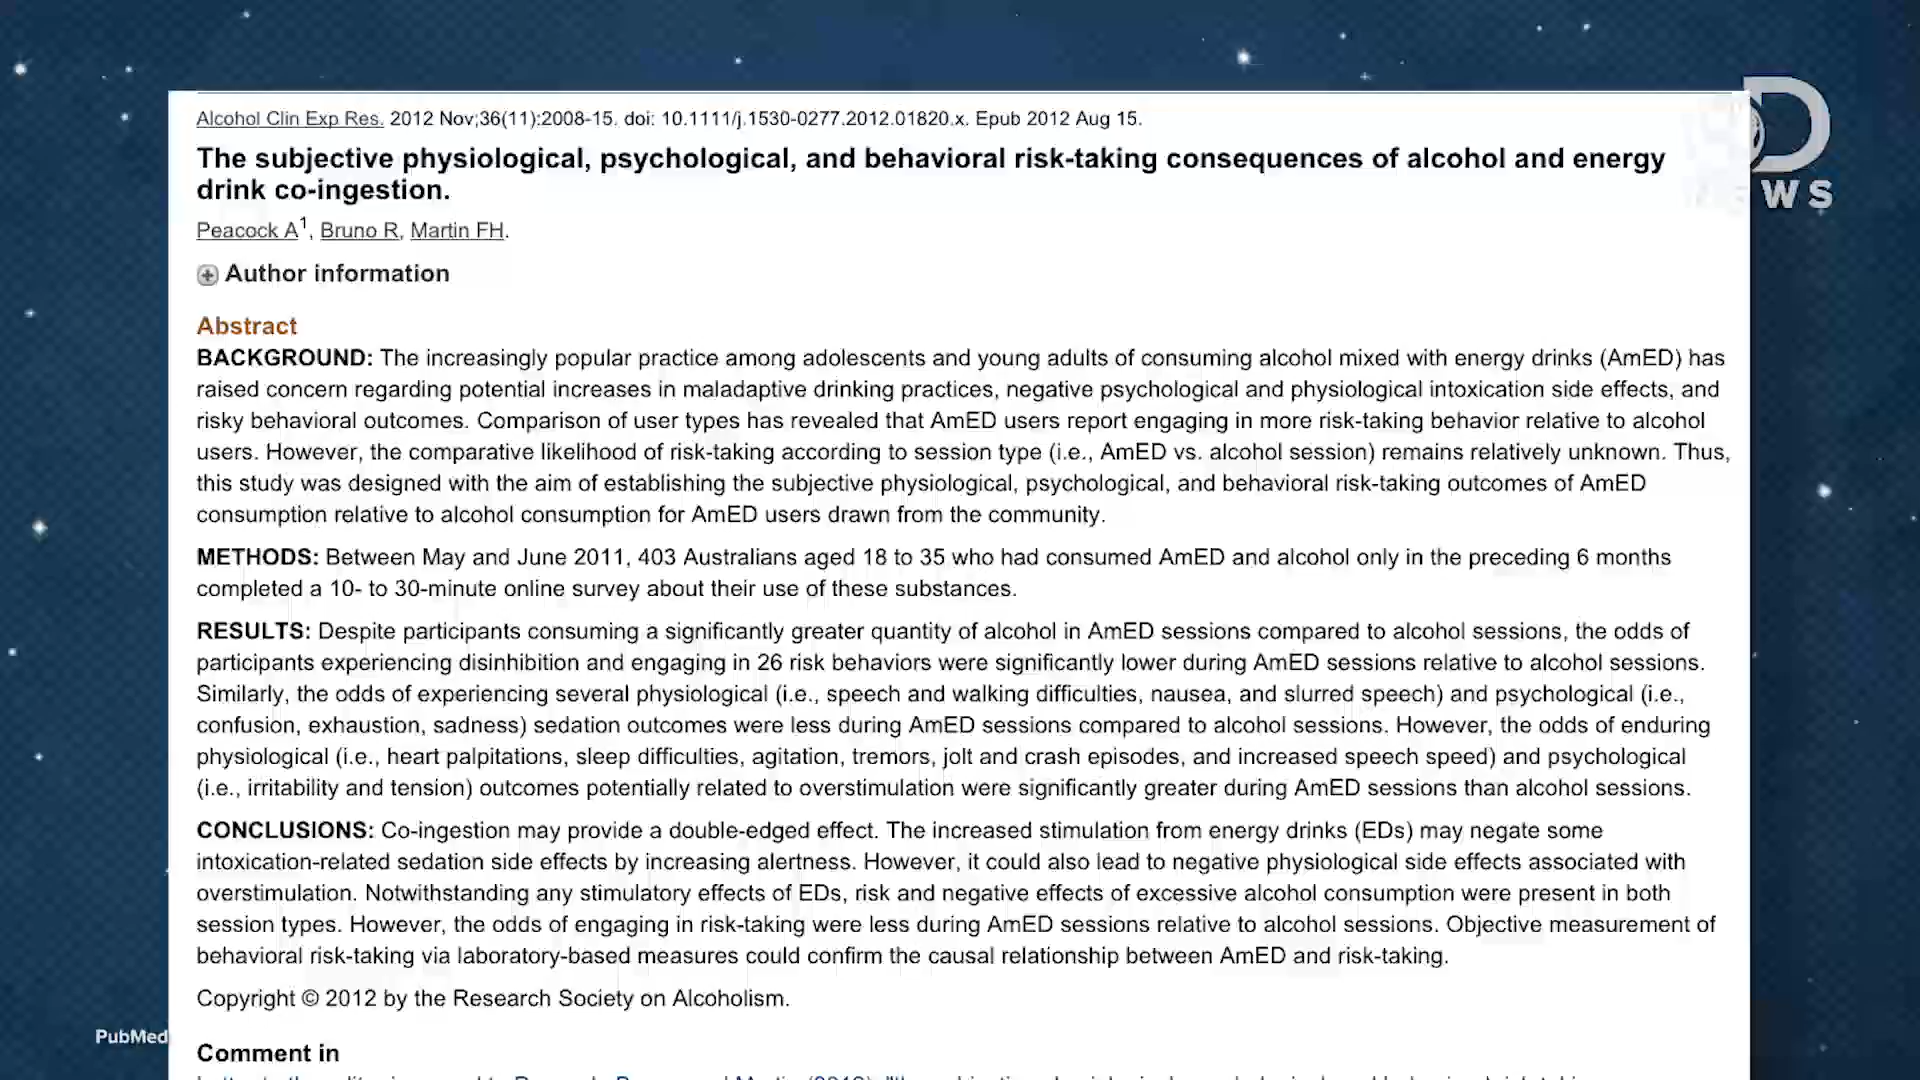 Alcohol Clin Exp Res. 2012 Nov;36(11):2008-15. doi: 10.1111/j.1530-0277.2012.01820.x. Epub 2012 Aug 15.
The subjective physiological, psychological, and behavioral risk-taking consequences of alcohol and energy
drink co-ingestion.
Peacock A1, Bruno R, Martin FH.
Author information
Abstract
BACKGROUND: The increasingly popular practice among adolescents and young adults of consuming alcohol mixed with energy drinks (AmED) has
raised concern regarding potential increases in maladaptive drinking practices, negative psychological and physiological intoxication side effects, and
risky behavioral outcomes. Comparison of user types has revealed that AmED users report engaging in more risk-taking behavior relative to alcohol
users. However, the comparative likelihood of risk-taking according to session type (i.e., AmED vs. alcohol session) remains relatively unknown. Thus,
this study was designed with the aim of establishing the subjective physiological, psychological, and behavioral risk-taking outcomes of AmED
consumption relative to alcohol consumption for AmED users drawn from the community.
METHODS: Between May and June 2011, 403 Australians aged 18 to 35 who had consumed AmED and alcohol only in the preceding 6 months
completed a 10- to 30-minute online survey about their use of these substances.
RESULTS: Despite participants consuming a significantly greater quantity of alcohol in AmED sessions compared to alcohol sessions, the odds of
participants experiencing disinhibition and engaging in 26 risk behaviors were significantly lower during AmED sessions relative to alcohol sessions.
Similarly, the odds of experiencing several physiological (i.e., speech and walking difficulties, nausea, and slurred speech) and psychological (i.e.,
confusion, exhaustion, sadness) sedation outcomes were less during AmED sessions compared to alcohol sessions. However, the odds of enduring
physiological (i.e., heart palpitations, sleep difficulties, agitation, tremors, jolt and crash episodes, and increased speech speed) and psychological
(i.e., irritability and tension) outcomes potentially related to overstimulation were significantly greater during AmED sessions than alcohol sessions.
CONCLUSIONS: Co-ingestion may provide a double-edged effect. The increased stimulation from energy drinks (EDs) may negate some
intoxication-related sedation side effects by increasing alertness. However, it could also lead to negative physiological side effects associated with
overstimulation. Notwithstanding any stimulatory effects of EDs, risk and negative effects of excessive alcohol consumption were present in both
session types. However, the odds of engaging in risk-taking were less during AmED sessions relative to alcohol sessions. Objective measurement of
behavioral risk-taking via laboratory-based measures could confirm the causal relationship between AmED and risk-taking.
Copyright © 2012 by the Research Society on Alcoholism.
PubMed
Comment in